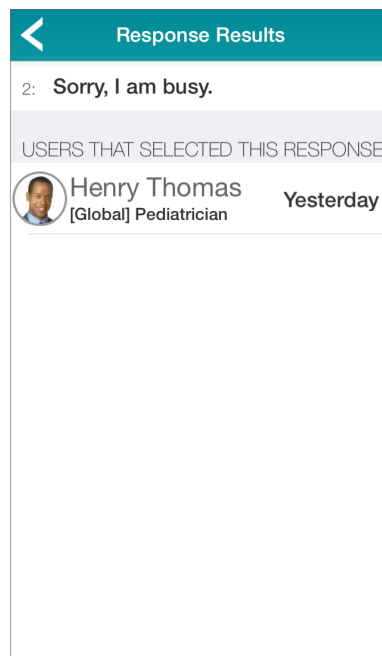 Response Results
2: Sorry, I am busy.
USERS THAT SELECTED THIS RESPONSE
Henry Thomas
[Global] Pediatrician
Yesterday